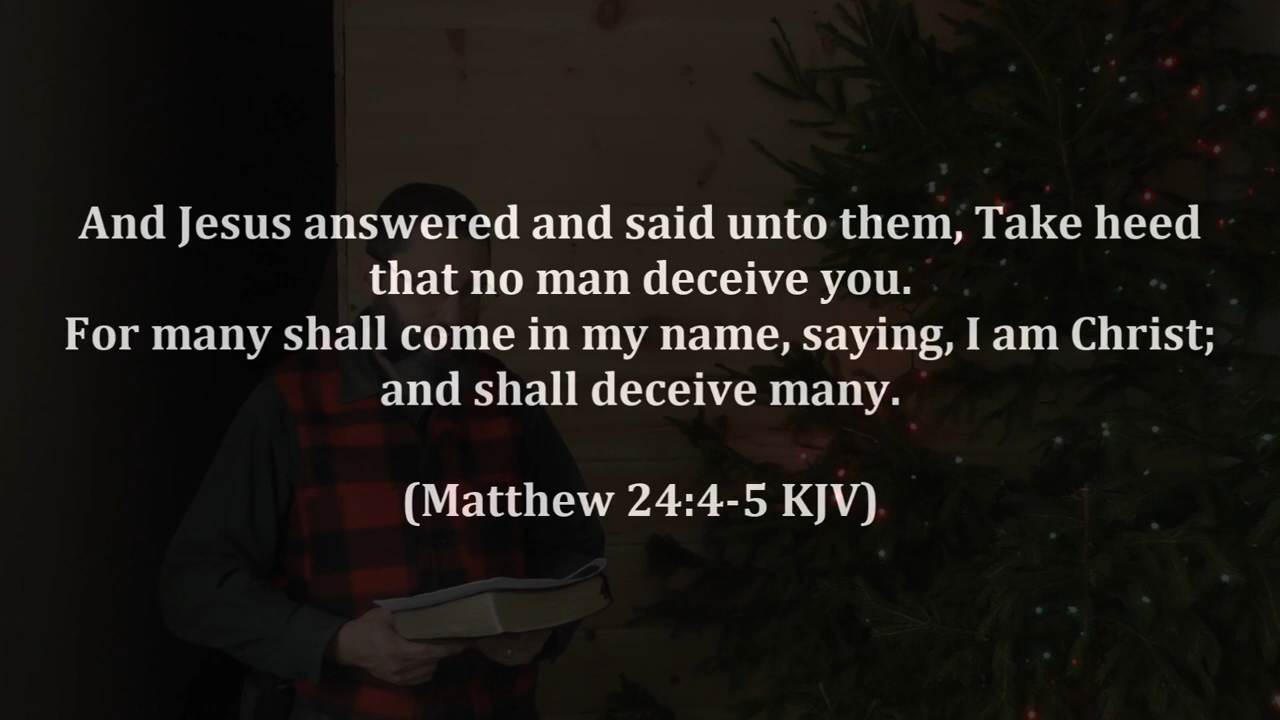 And Jesus answered and said unto them, Take heed
that no man deceive you.
For many shall come in my name, saying, I am Christ;
and shall deceive many.
(Matthew 24:4-5 KJV)